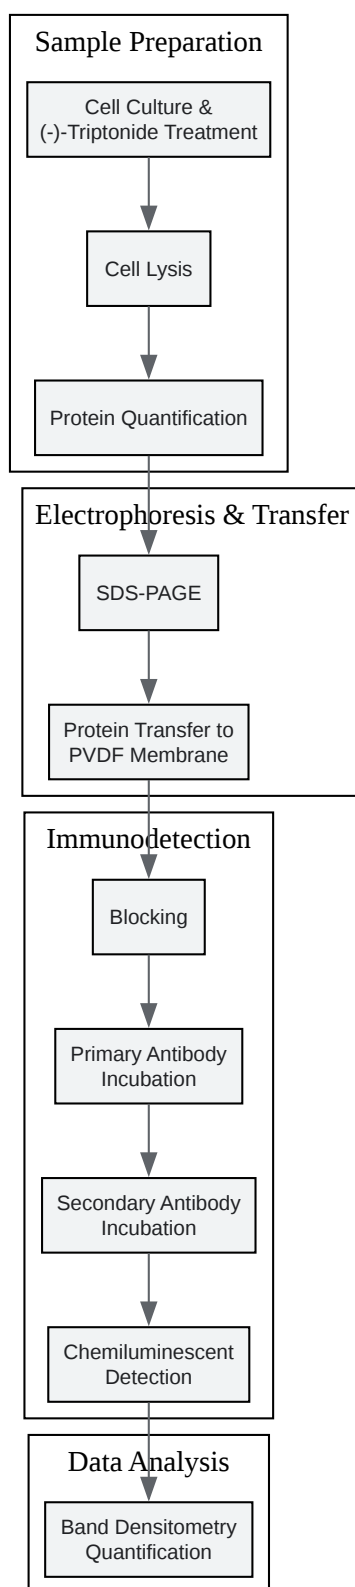 Sample Preparation
Cell Culture &
(-)-Triptonide Treatment
Cell Lysis
Protein Quantification
Electrophoresis & Transfer
SDS-PAGE
Protein Transfer to
PVDF Membrane
Immunodetection
Blocking
Primary Antibody
Incubation
Secondary Antibody
Incubation
Chemiluminescent
Detection
Data Analysis
Band Densitometry
Quantification